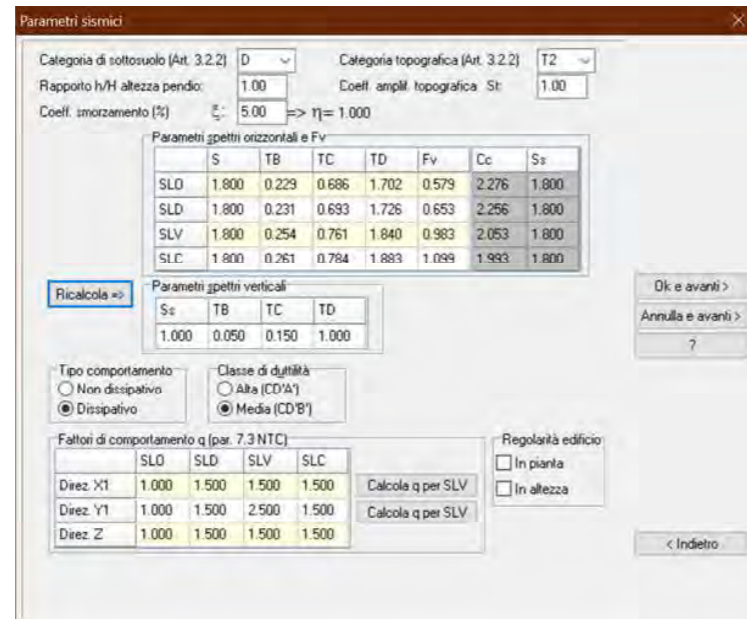 Parametri sismici
Categoria di sottosuolo (Art. 3.2.2) D Categoria topografica (Art. 3.2.2) T2
Rapporto h/H altezza pendio: 1.00 Coeff. amplif. topografica St: 1.00
Coeff. smorzamento (%) ξ: 5.00 => η= 1.000
Parametri spettri orizzontali e Fv
S TB TC TD Fv Cc Ss
SLO 1.800 0.229 0.686 1.702 0.579 2.276 1.800
SLD 1.800 0.231 0.693 1.726 0.653 2.256 1.800
SLV 1.800 0.254 0.761 1.840 0.983 2.053 1.800
SLC 1.800 0.261 0.784 1.883 1.099 1.993 1.800
Ricalcola =>
Parametri spettri verticali
Ss TB TC TD
1.000 0.050 0.150 1.000
Ok e avanti >
Annulla e avanti >
?
Tipo comportamento
Non dissipativo
Dissipativo
Classe di duttilità
Alta (CD'A')
Media (CD'B')
Fattori di comportamento q (par. 7.3 NTC)
SLO SLD SLV SLC
Direz. X1 1.000 1.500 1.500 1.500 Calcola q per SLV
Direz. Y1 1.000 1.500 2.500 1.500 Calcola q per SLV
Direz. Z 1.000 1.500 1.500 1.500
Regolarità edificio
In pianta
In altezza
< Indietro